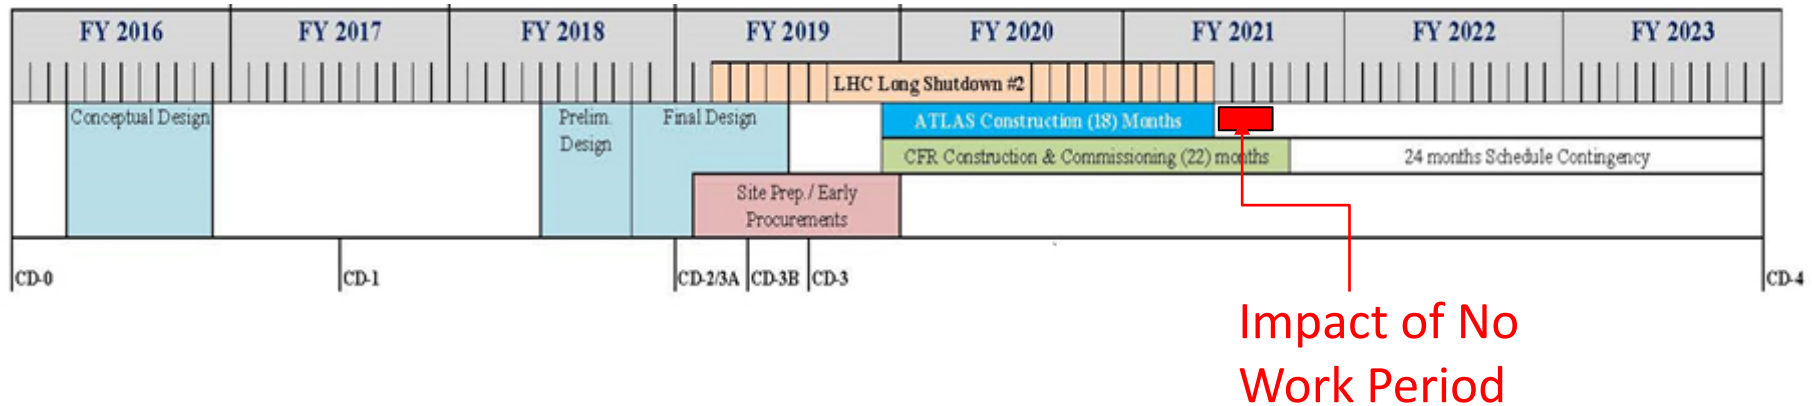 FY 2016 FY 2017 FY 2018 FY 2019 FY 2020 FY 2021 FY 2022 FY 2023
LHC Long Shutdown #2
Conceptual Design
Prelim.
Design
Final Design
ATLAS Construction (18) Months
CFR Construction & Commissioning (22) months
24 months Schedule Contingency
Site Prep./ Early
Procurements
CD-0 CD-1 CD-2/3A CD-3B CD-3 CD-4
Impact of No
Work Period